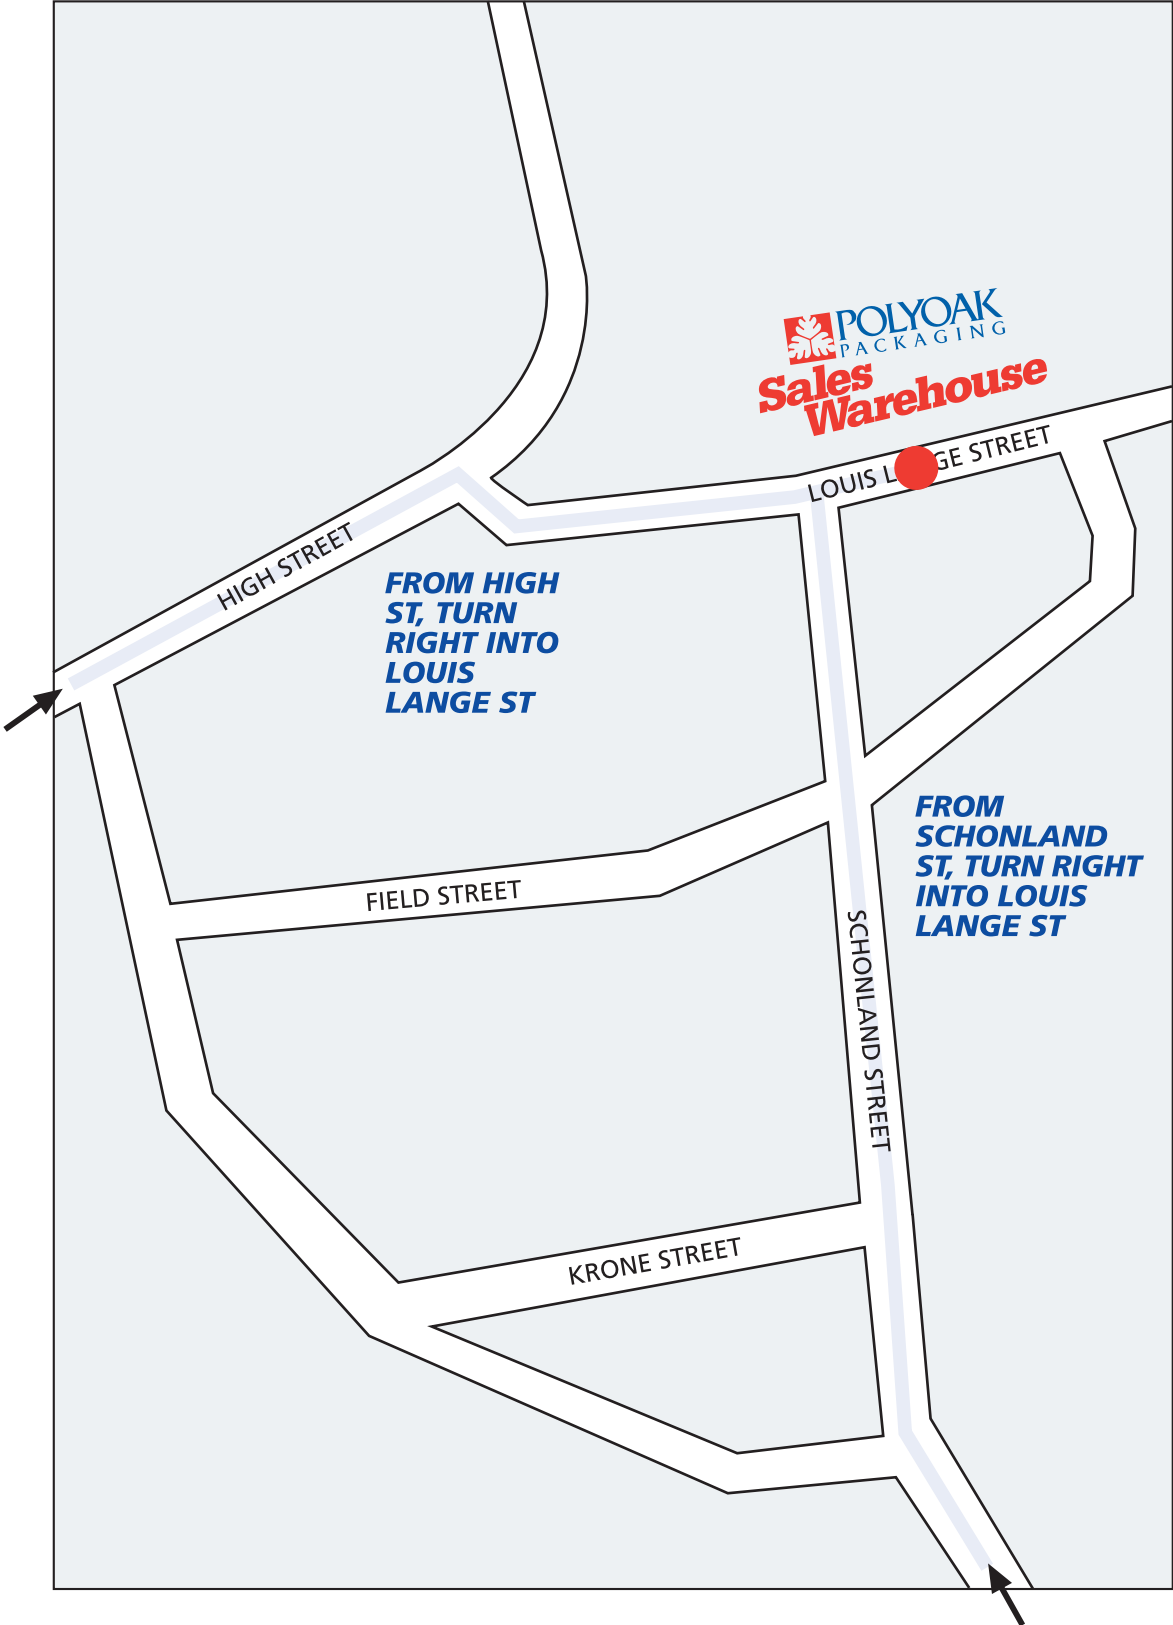 POLYOAK
PACKAGING
Sales
Warehouse
LOUIS L GE STREET
HIGH STREET
FROM HIGH
ST, TURN
RIGHT INTO
LOUIS
LANGE ST
FROM
SCHONLAND
ST, TURN RIGHT
INTO LOUIS
LANGE ST
FIELD STREET
SCHONLAND STREET
KRONE STREET